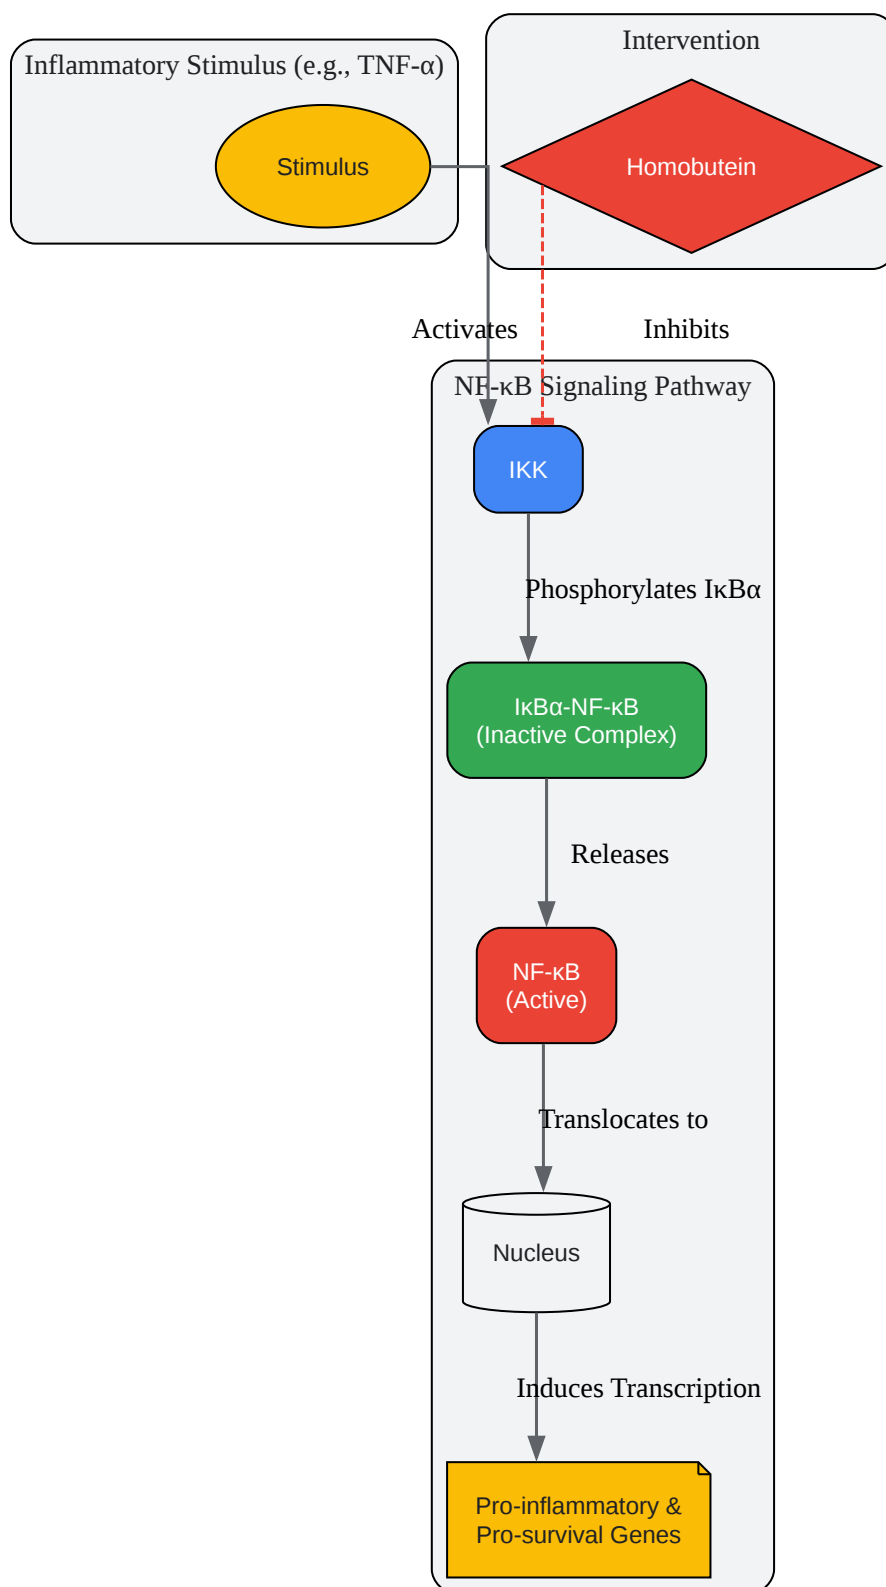 Inflammatory Stimulus (e.g., TNF-α)
Stimulus
Intervention
Homobutein
Activates
Inhibits
NF-κB Signaling Pathway
IKK
Phosphorylates IκBα
IκBα-NF-κB
(Inactive Complex)
Releases
NF-κB
(Active)
Translocates to
Nucleus
Induces Transcription
Pro-inflammatory &
Pro-survival Genes